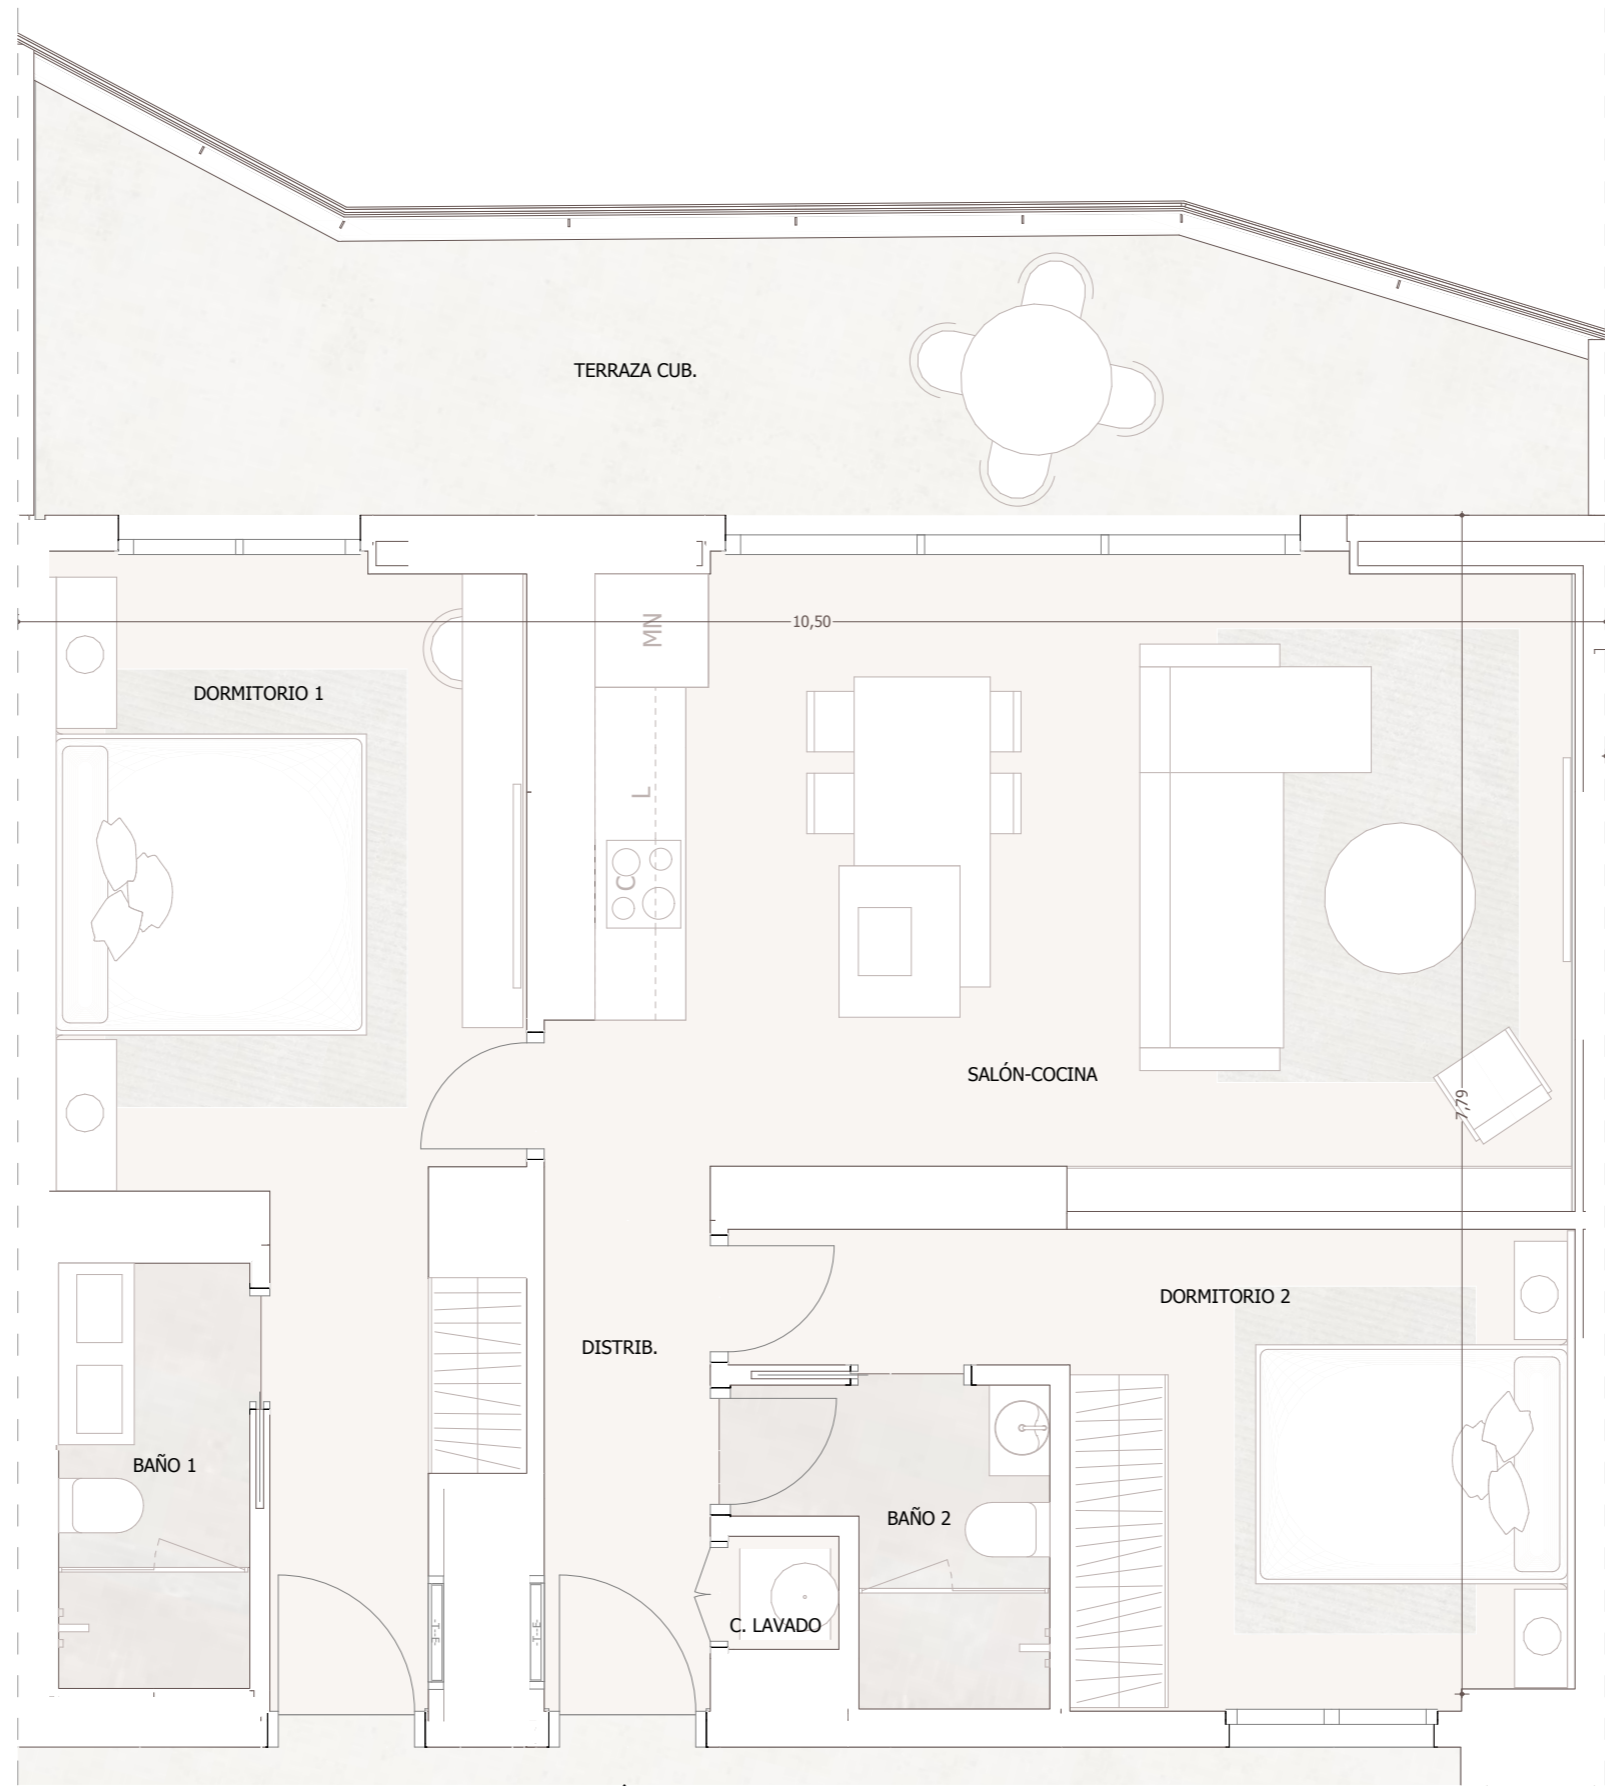 TERRAZA CUB.
10,50
MN
DORMITORIO 1
L
C
SALÓN-COCINA
7,79
DORMITORIO 2
DISTRIB.
BAÑO 1
BAÑO 2
C. LAVADO
-T--E-
-T--E-